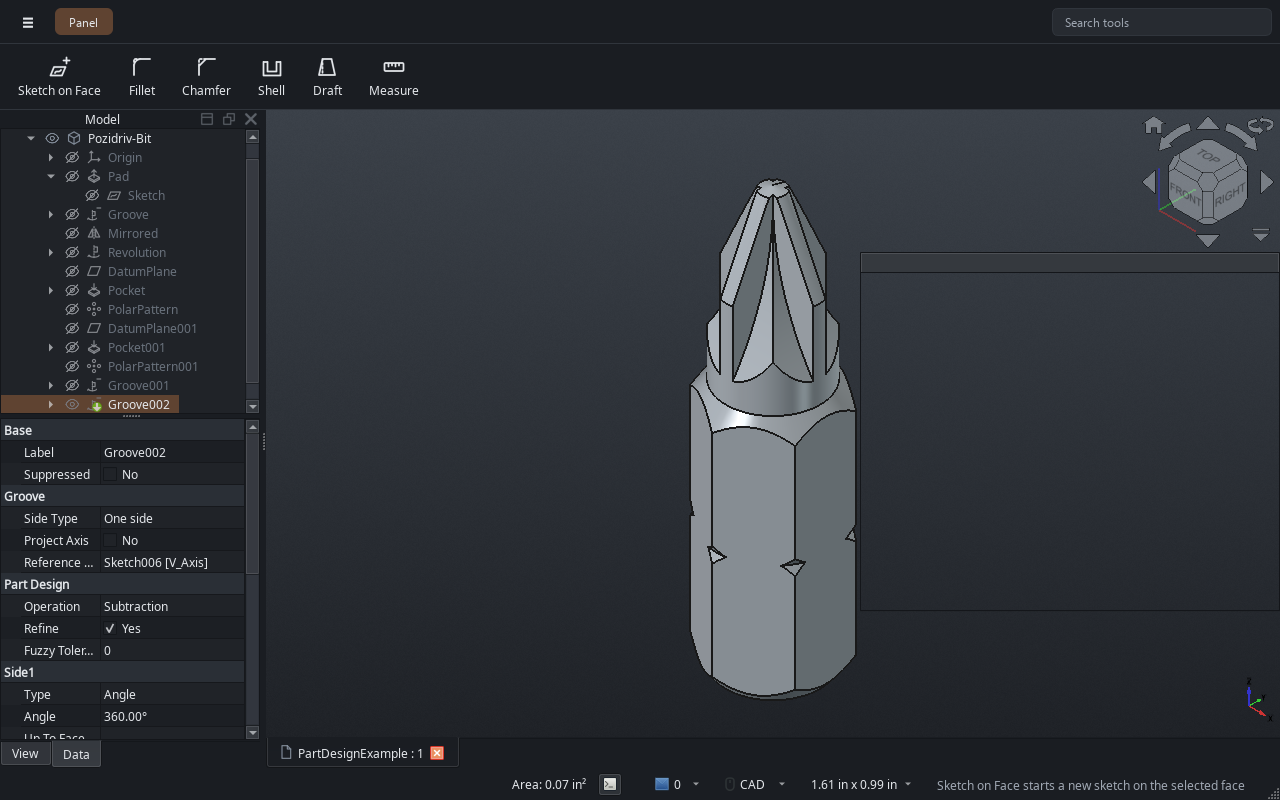 Panel
Search tools
Sketch on Face
Fillet
Chamfer
Shell
Draft
Measure
Model
Pozidriv-Bit
Origin
Pad
Sketch
Groove
Mirrored
Revolution
DatumPlane
Pocket
PolarPattern
DatumPlane001
Pocket001
PolarPattern001
Groove001
Groove002
Base
Label Groove002
Suppressed No
Groove
Side Type One side
Project Axis No
Reference ... Sketch006 [V_Axis]
Part Design
Operation Subtraction
Refine Yes
Fuzzy Toler... 0
Side1
Type Angle
Angle 360.00°
Up To Face
View
Data
TOP
FRONT
RIGHT
Z
PartDesignExample : 1
Area: 0.07 in²
0
CAD
1.61 in x 0.99 in
Sketch on Face starts a new sketch on the selected face